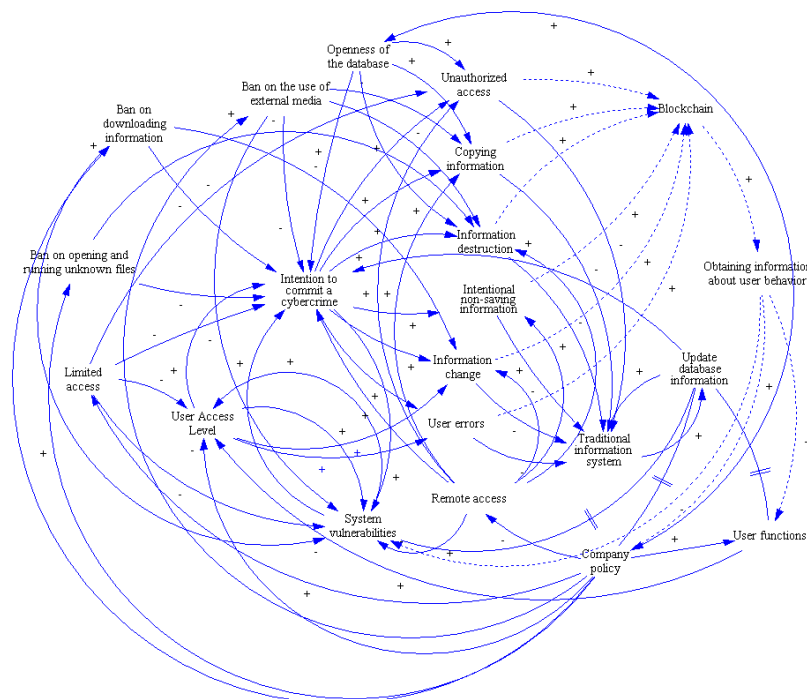 Openness of
the database
Unauthorized
access
Ban on the use of
external media
Blockchain
Ban on
downloading
information
Copying
information
Information
destruction
Ban on opening and
running unknown files
Intention to
commit a
cybercrime
Intentional
non-saving
information
Obtaining information
about user behavior
Limited
access
Information
change
Update
database
information
User Access
Level
User errors
Traditional
information
system
Remote access
System
vulnerabilities
Company
policy
User functions